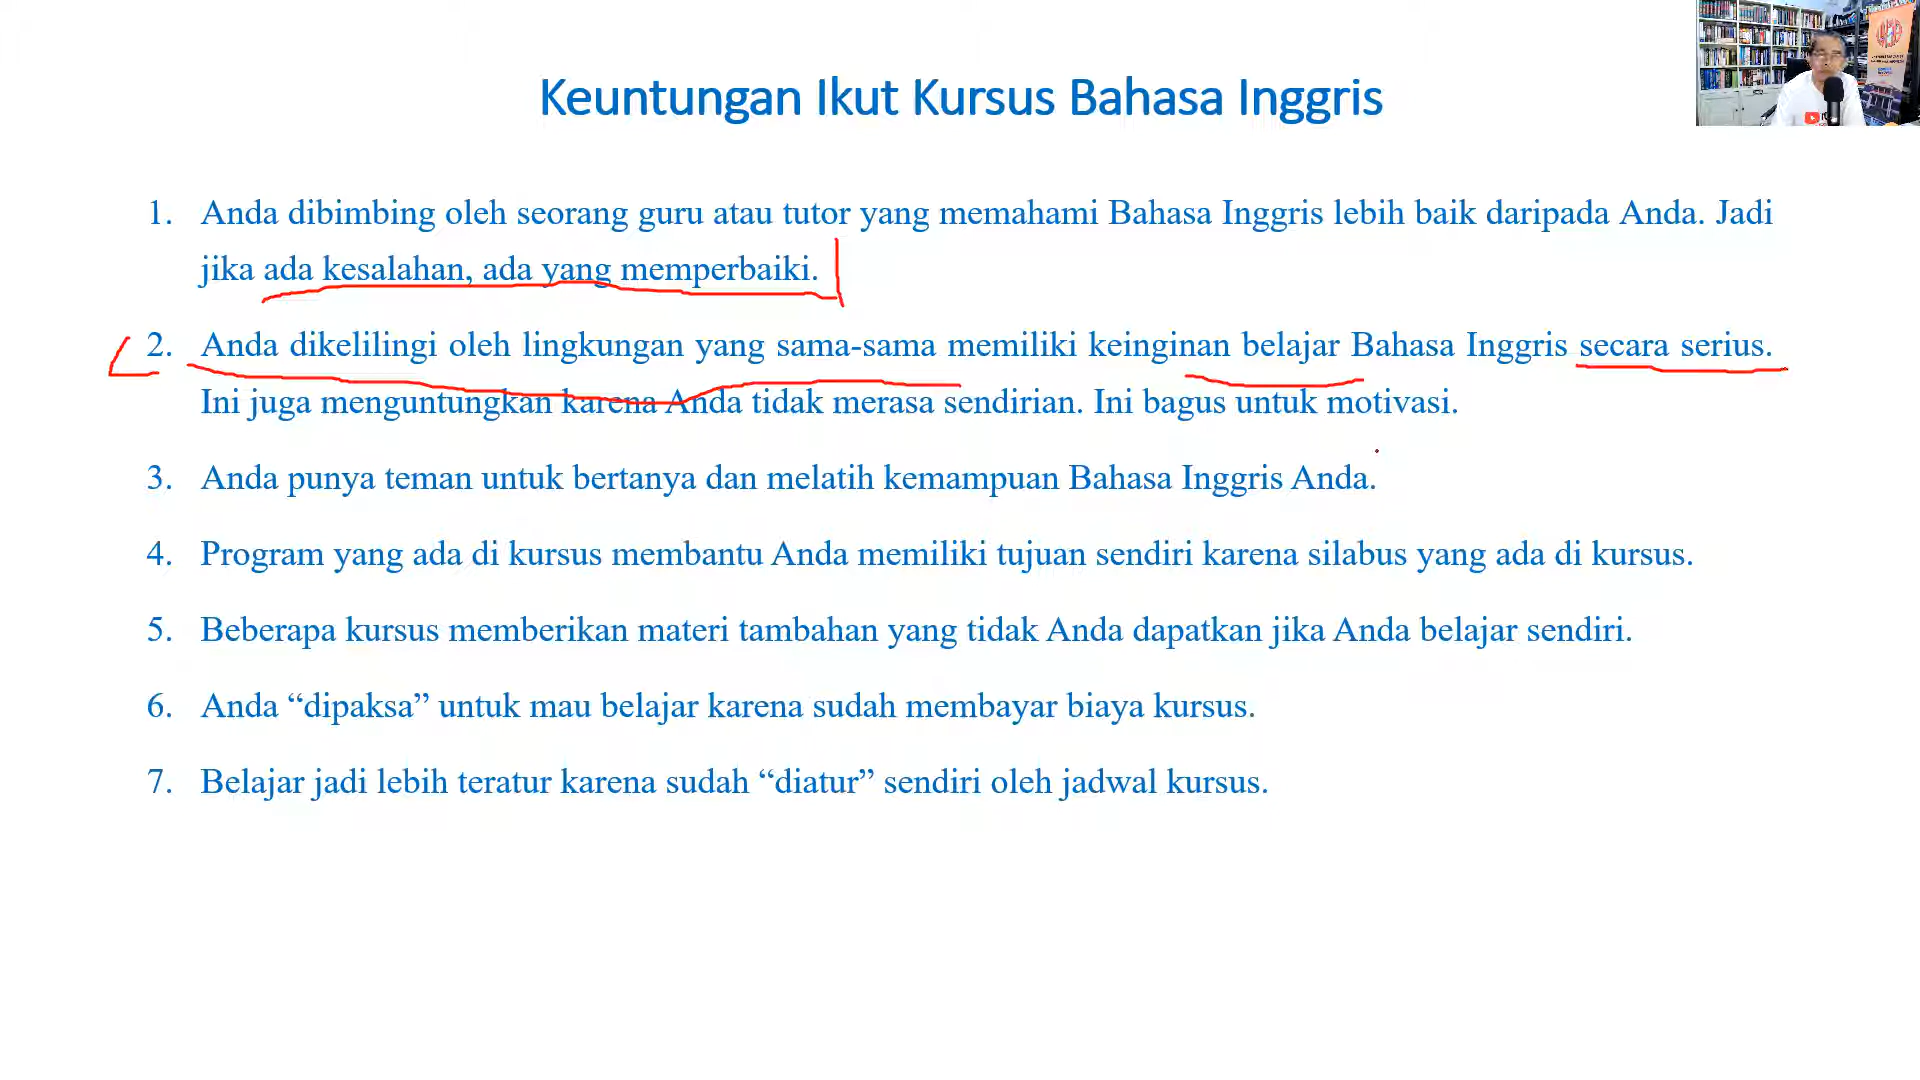 Keuntungan Ikut Kursus Bahasa Inggris
1. Anda dibimbing oleh seorang guru atau tutor yang memahami Bahasa Inggris lebih baik daripada Anda. Jadi
jika ada kesalahan, ada yang memperbaiki.
2. Anda dikelilingi oleh lingkungan yang sama-sama memiliki keinginan belajar Bahasa Inggris secara serius.
Ini juga menguntungkan karena Anda tidak merasa sendirian. Ini bagus untuk motivasi.
3. Anda punya teman untuk bertanya dan melatih kemampuan Bahasa Inggris Anda.
4. Program yang ada di kursus membantu Anda memiliki tujuan sendiri karena silabus yang ada di kursus.
5. Beberapa kursus memberikan materi tambahan yang tidak Anda dapatkan jika Anda belajar sendiri.
6. Anda “dipaksa” untuk mau belajar karena sudah membayar biaya kursus.
7. Belajar jadi lebih teratur karena sudah “diatur” sendiri oleh jadwal kursus.